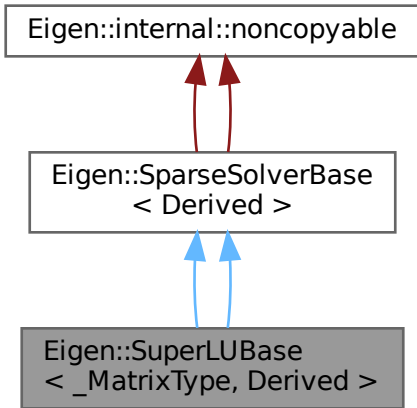 Eigen::internal::noncopyable
Eigen::SparseSolverBase
< Derived >
Eigen::SuperLUBase
< _MatrixType, Derived >